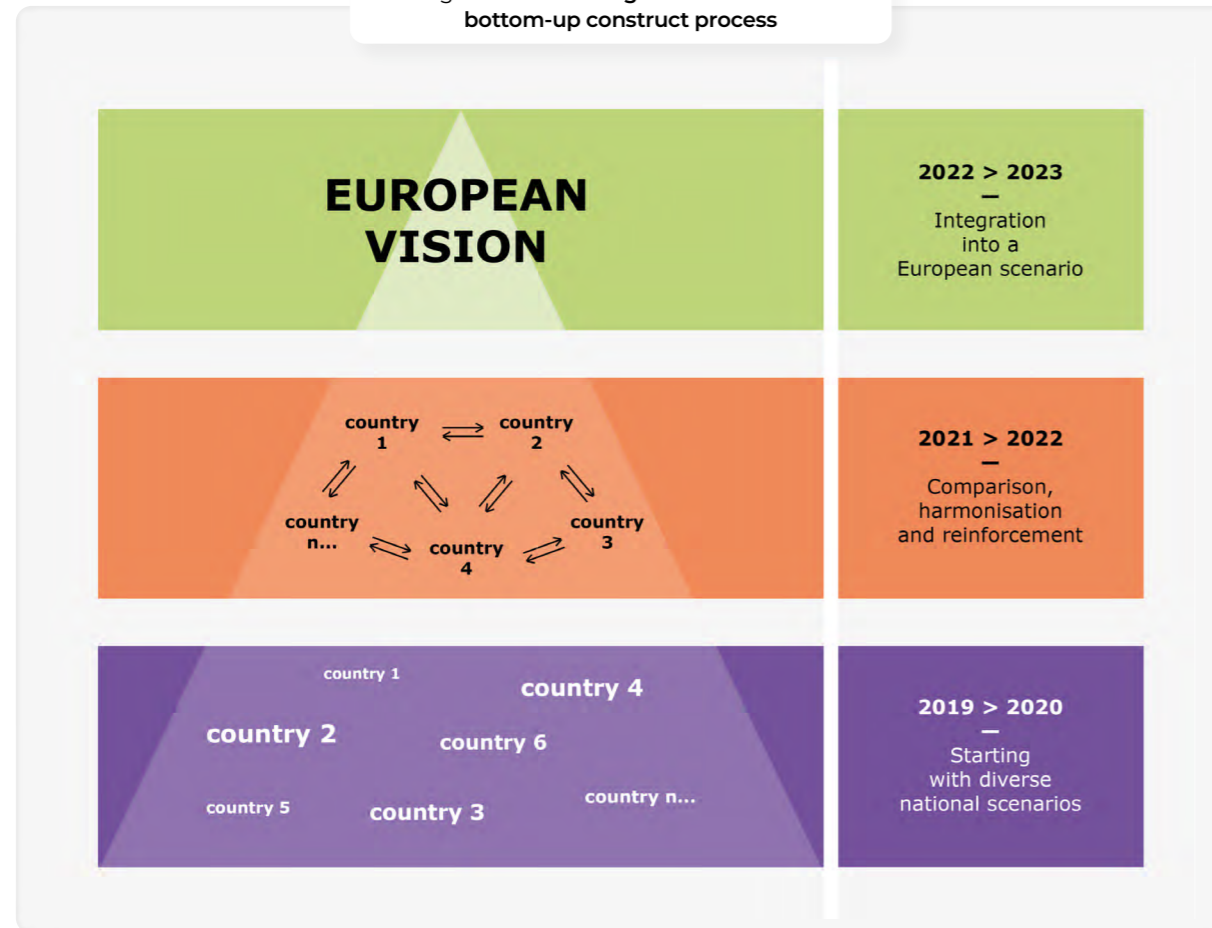 bottom-up construct process
EUROPEAN
VISION
2022 > 2023
—
Integration
into a
European scenario
country
1
country
2
country
n...
country
4
country
3
2021 > 2022
—
Comparison,
harmonisation
and reinforcement
country 1
country 4
country 2
country 6
country 5
country 3
country n...
2019 > 2020
—
Starting
with diverse
national scenarios